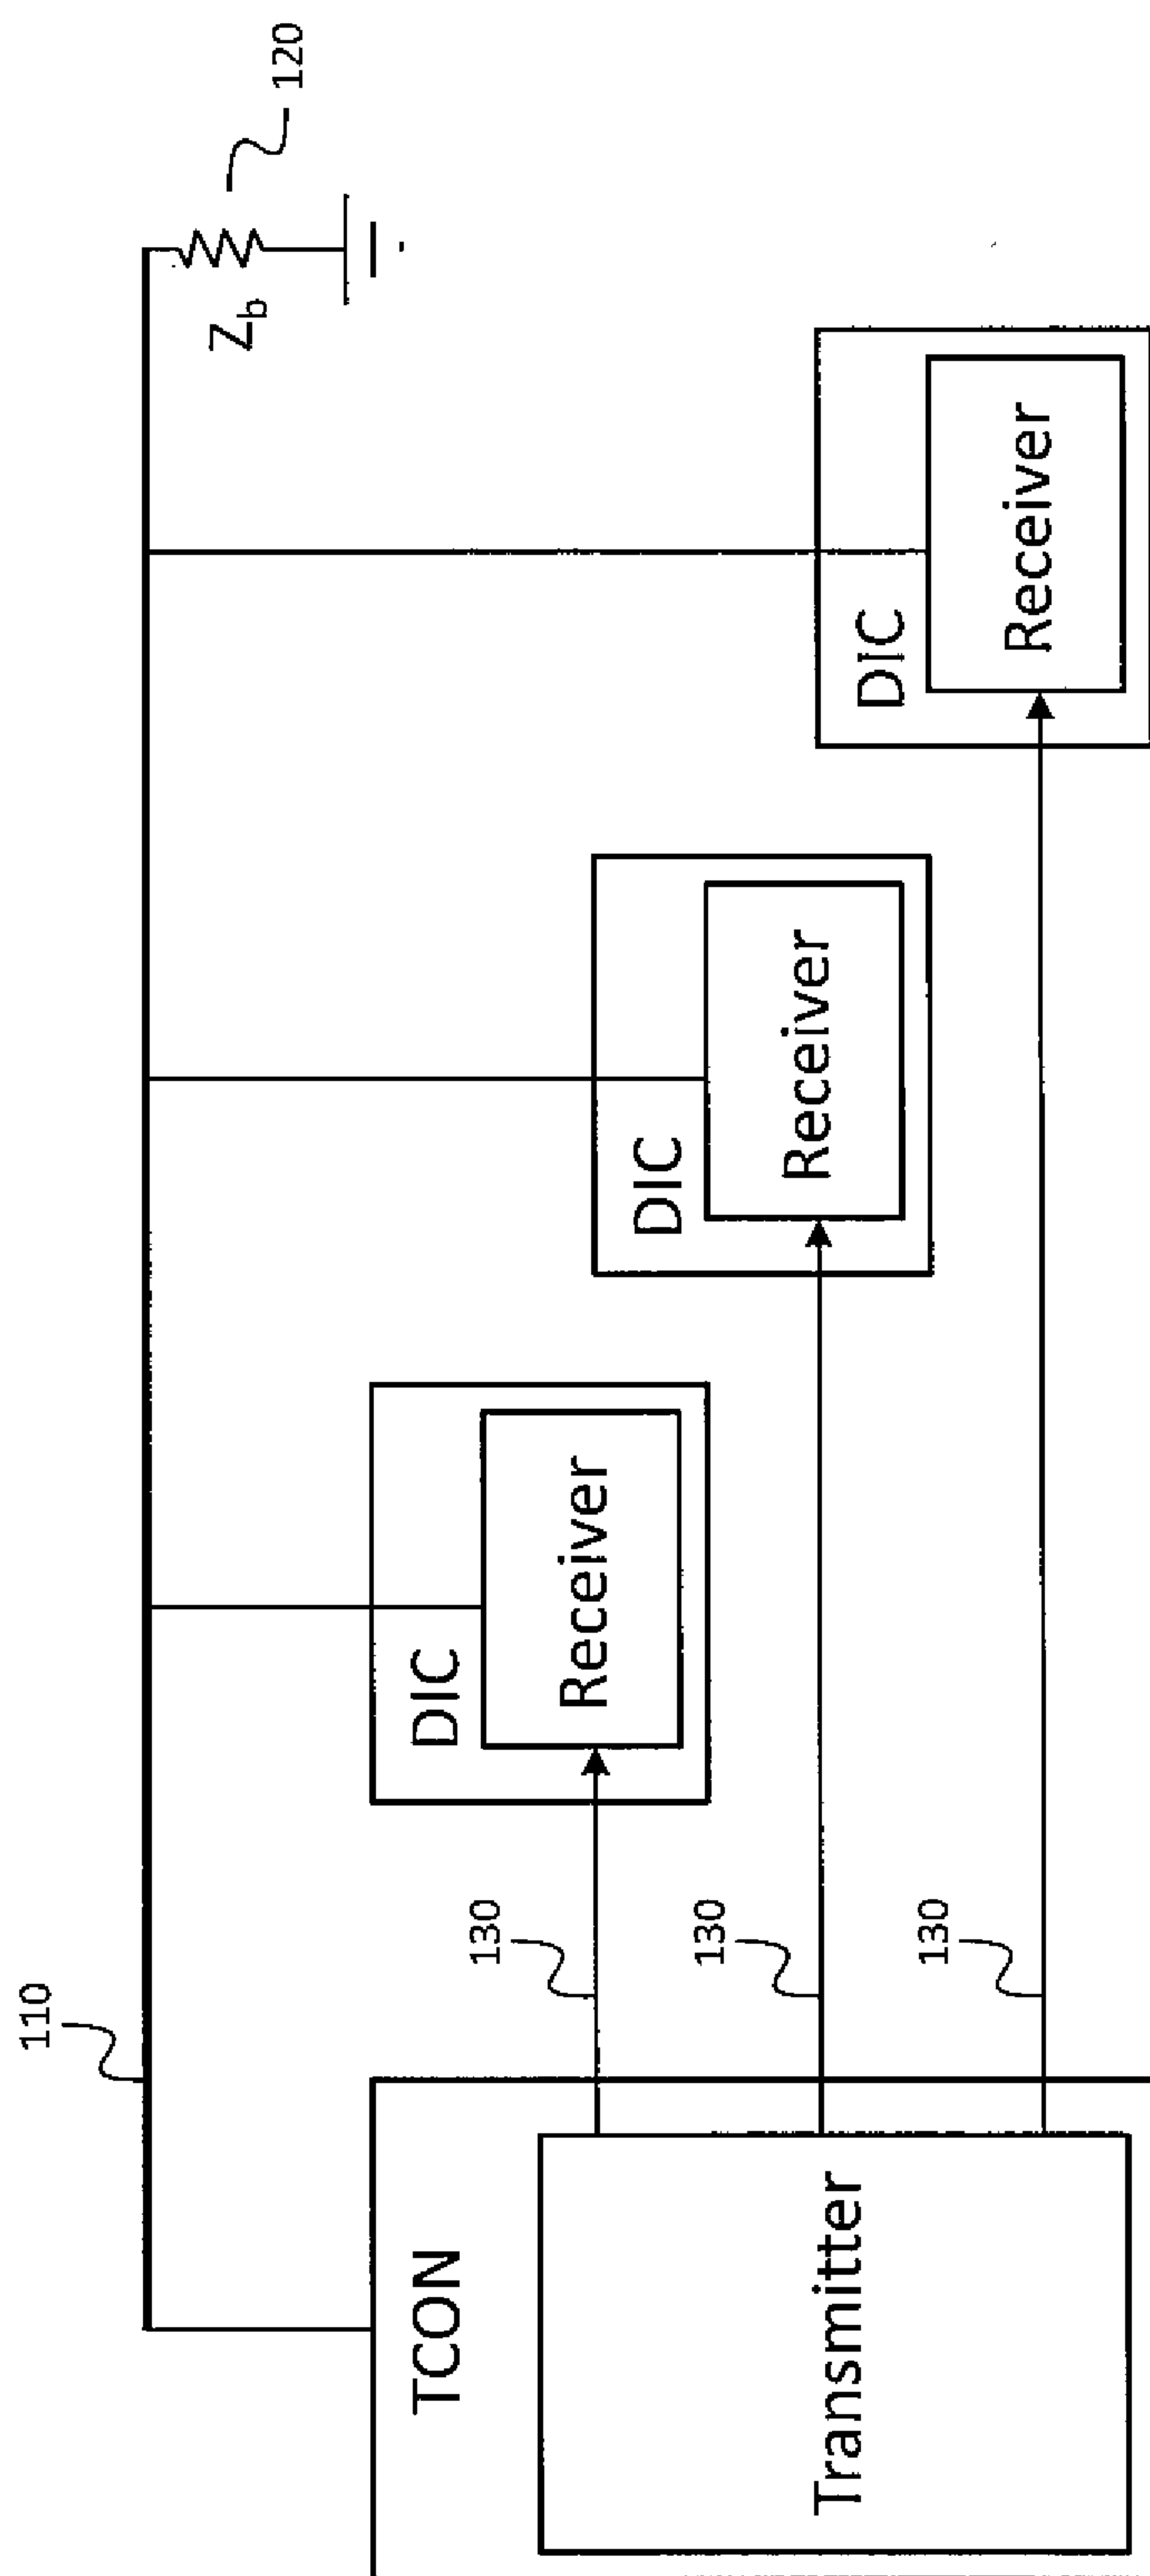 110
120
Z_b
TCON
Transmitter
130
130
130
DIC
Receiver
DIC
Receiver
DIC
Receiver